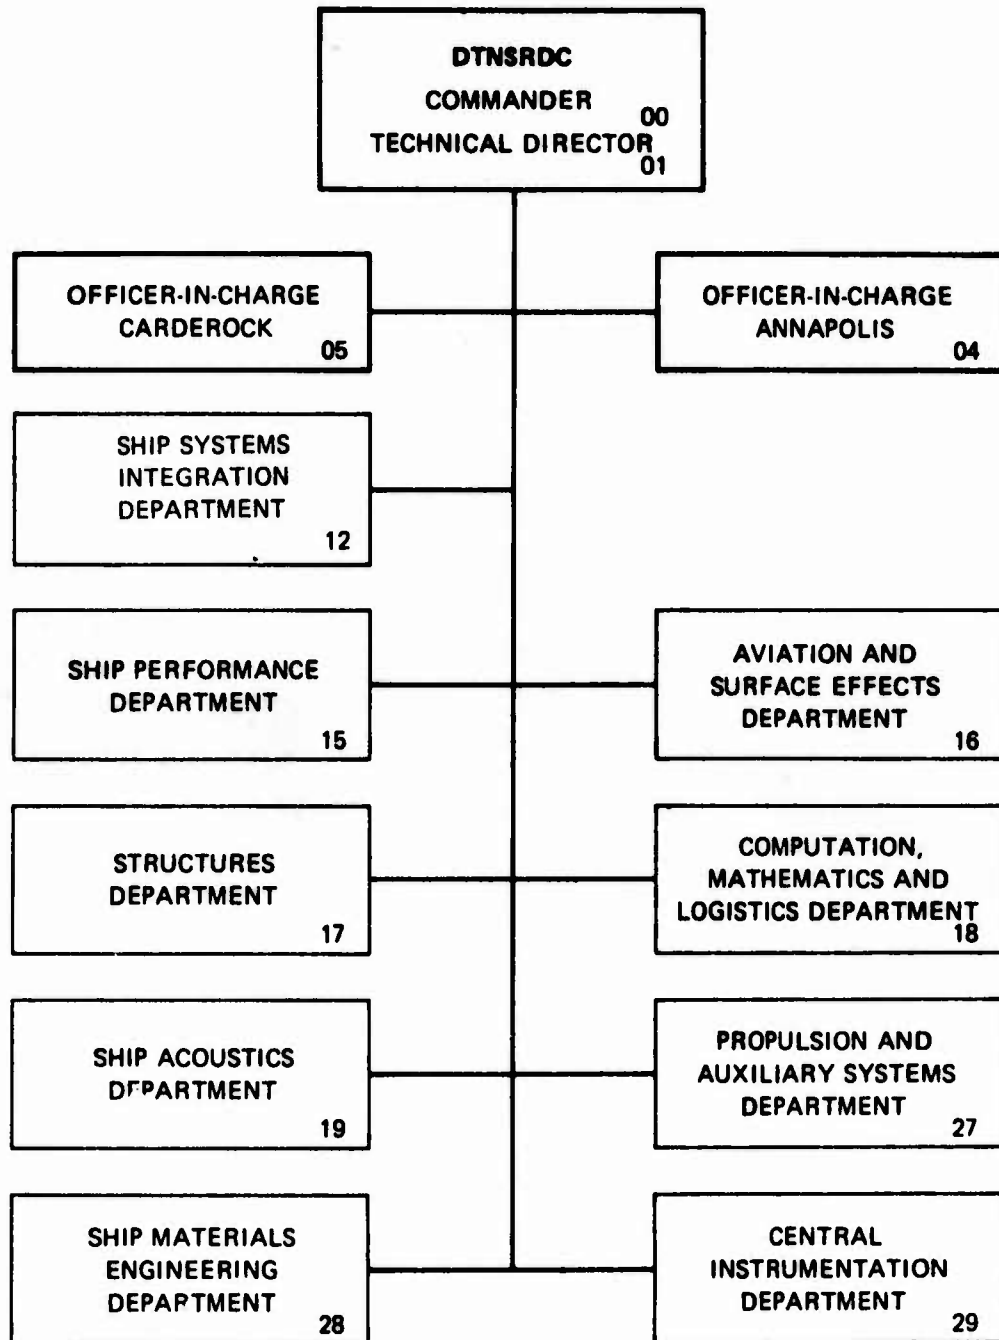 DTNSRDC
COMMANDER
00
TECHNICAL DIRECTOR
01
OFFICER-IN-CHARGE
CARDEROCK
05
OFFICER-IN-CHARGE
ANNAPOLIS
04
SHIP SYSTEMS
INTEGRATION
DEPARTMENT
12
SHIP PERFORMANCE
DEPARTMENT
15
AVIATION AND
SURFACE EFFECTS
DEPARTMENT
16
STRUCTURES
DEPARTMENT
17
COMPUTATION,
MATHEMATICS AND
LOGISTICS DEPARTMENT
18
SHIP ACOUSTICS
DEPARTMENT
19
PROPULSION AND
AUXILIARY SYSTEMS
DEPARTMENT
27
SHIP MATERIALS
ENGINEERING
DEPARTMENT
28
CENTRAL
INSTRUMENTATION
DEPARTMENT
29